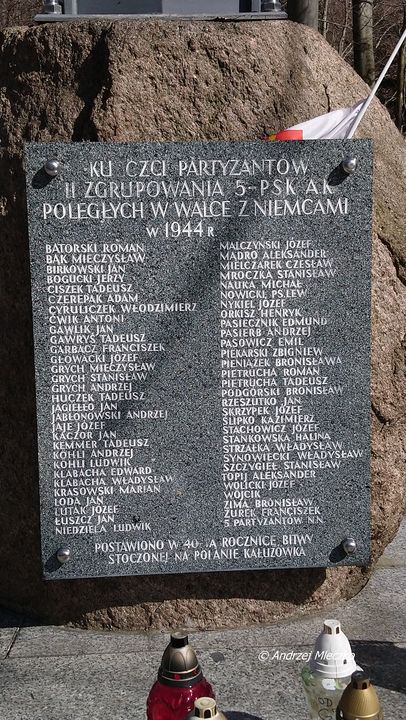 KU CZCI PARTYZANTÓW
II ZGRUPOWANIA 5-PSK AK
POLEGŁYCH W WALCE Z NIEMCAMI
W 1944 R
BATORSKI ROMAN
BĄK MIECZYSŁAW
BIRKOWSKI JAN
BOGUCKI JERZY
CISZEK TADEUSZ
CZEREPAK ADAM
CYRULICZEK WŁODZIMIERZ
ĆWIK ANTONI
GAWLIK JAN
GAWRYŚ TADEUSZ
GARBACZ FRANCISZEK
GŁOWACKI JÓZEF
GRYCH MIECZYSŁAW
GRYCH STANISŁAW
GRYCH ANDRZEJ
HUCZEK TADEUSZ
JAGIEŁŁO JAN
JABŁONOWSKI ANDRZEJ
JAJE JÓZEF
KACZOR JAN
KEMMER TADEUSZ
KOHLI ANDRZEJ
KOHLI LUDWIK
KLABACHA EDWARD
KLABACHA WŁADYSŁAW
KRASOWSKI MARIAN
LODA JAN
LUTAK JÓZEF
ŁUSZCZ JAN
NIEDZIELA LUDWIK
MALCZYŃSKI JÓZEF
MADRO ALEKSANDER
MIELCZAREK CZESŁAW
MROCZKA STANISŁAW
NAUKA MICHAŁ
NOWICKI PS.LEW
NYKIEL JÓZEF
ORKISZ HENRYK
PASIECZNIK EDMUND
PASIERB ANDRZEJ
PASOWICZ EMIL
PIEKARSKI ZBIGNIEW
PIENIĄŻEK BRONISŁAWA
PIETRUCHA ROMAN
PIETRUCHA TADEUSZ
PODGÓRSKI BRONISŁAW
RZESZUTKO JAN
SKRZYPEK JÓZEF
ŚLIPKO KAZIMIERZ
STACHOWICZ JÓZEF
STANKOWSKA HALINA
STRZAŁKA WŁADYSŁAW
SYNOWIECKI WŁADYSŁAW
SZCZYGIEŁ STANISŁAW
TOPIJ ALEKSANDER
WOJCICKI JÓZEF
WÓJCIK
ZIMA BRONISŁAW
ŻUREK FRANCISZEK
5 PARTYZANTÓW N.N.
POSTAWIONO W 40-TĄ ROCZNICĘ BITWY
STOCZONEJ NA POLANIE KAŁUŻÓWKA
© Andrzej Mleczko